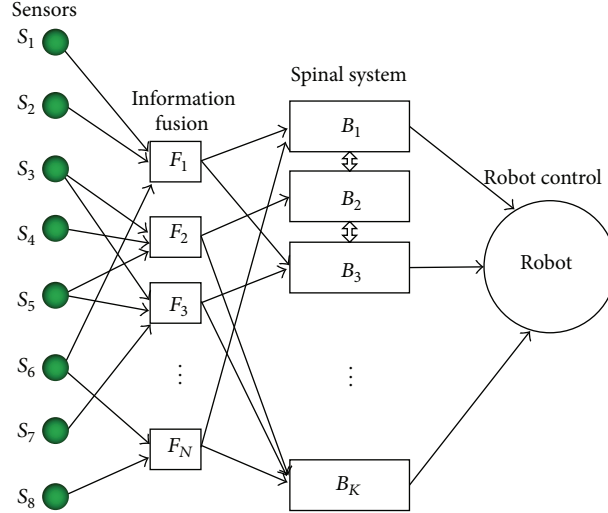 Sensors
S1
S2
S3
S4
S5
S6
S7
S8
Information
fusion
F1
F2
F3
⋮
FN
Spinal system
B1
B2
B3
⋮
BK
Robot control
Robot